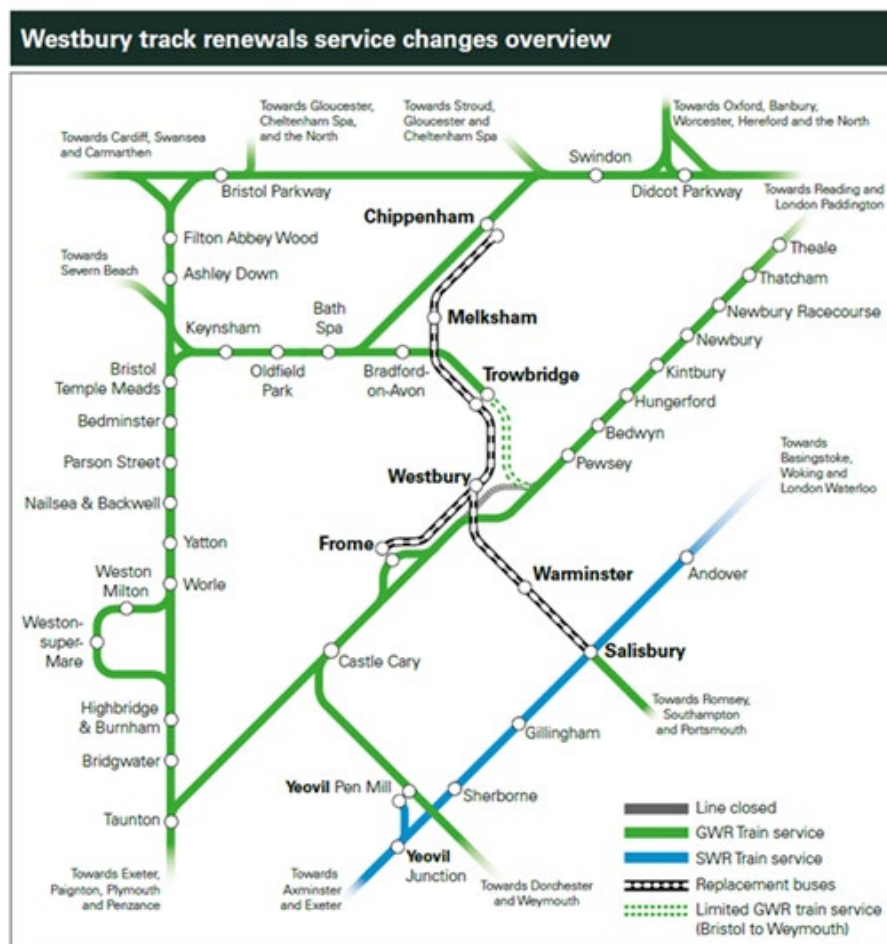 Westbury track renewals service changes overview
Towards Cardiff, Swansea
and Carmarthen
Towards Gloucester,
Cheltenham Spa,
and the North
Towards Stroud,
Gloucester and
Cheltenham Spa
Towards Oxford, Banbury,
Worcester, Hereford and the North
Swindon
Bristol Parkway
Didcot Parkway
Towards Reading and
London Paddington
Chippenham
Filton Abbey Wood
Theale
Towards
Severn Beach
Ashley Down
Thatcham
Bath
Spa
Melksham
Newbury Racecourse
Keynsham
Newbury
Oldfield
Park
Bradford-
on-Avon
Trowbridge
Kintbury
Bristol
Temple Meads
Hungerford
Bedminster
Bedwyn
Parson Street
Pewsey
Towards
Basingstoke,
Woking and
London Waterloo
Westbury
Nailsea & Backwell
Frome
Yatton
Weston
Milton
Worle
Warminster
Andover
Weston-
super-
Mare
Castle Cary
Salisbury
Highbridge
& Burnham
Gillingham
Towards Romsey,
Southampton
and Portsmouth
Bridgwater
Yeovil Pen Mill
Sherborne
Taunton
Yeovil
Junction
Towards Exeter,
Paignton, Plymouth
and Penzance
Towards
Axminster
and Exeter
Towards Dorchester
and Weymouth
Line closed
GWR Train service
SWR Train service
Replacement buses
Limited GWR train service
(Bristol to Weymouth)